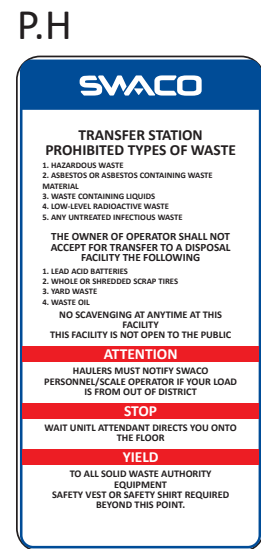 P.H
SWACO
TRANSFER STATION
PROHIBITED TYPES OF WASTE
1. HAZARDOUS WASTE
2. ASBESTOS OR ASBESTOS CONTAINING WASTE
MATERIAL
3. WASTE CONTAINING LIQUIDS
4. LOW-LEVEL RADIOACTIVE WASTE
5. ANY UNTREATED INFECTIOUS WASTE
THE OWNER OF OPERATOR SHALL NOT
ACCEPT FOR TRANSFER TO A DISPOSAL
FACILITY THE FOLLOWING
1. LEAD ACID BATTERIES
2. WHOLE OR SHREDDED SCRAP TIRES
3. YARD WASTE
4. WASTE OIL
NO SCAVENGING AT ANYTIME AT THIS
FACILITY
THIS FACILITY IS NOT OPEN TO THE PUBLIC
ATTENTION
HAULERS MUST NOTIFY SWACO
PERSONNEL/SCALE OPERATOR IF YOUR LOAD
IS FROM OUT OF DISTRICT
STOP
WAIT UNITL ATTENDANT DIRECTS YOU ONTO
THE FLOOR
YIELD
TO ALL SOLID WASTE AUTHORITY
EQUIPMENT
SAFETY VEST OR SAFETY SHIRT REQUIRED
BEYOND THIS POINT.